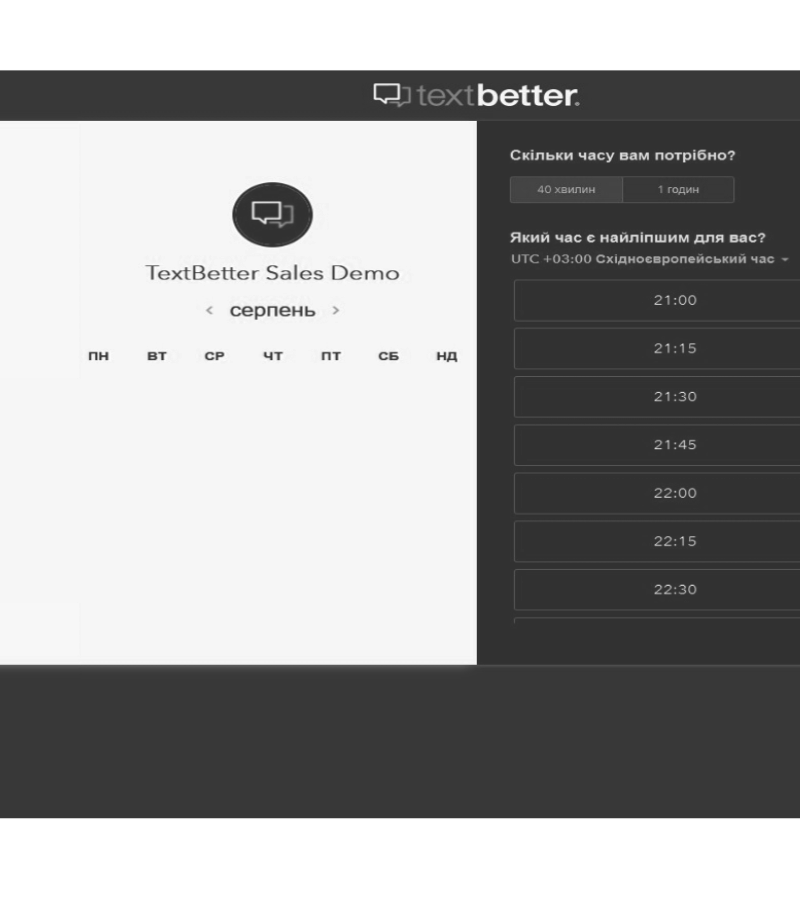 textbetter.
TextBetter Sales Demo
< серпень >
пн вт ср чт пт сб нд
Скільки часу вам потрібно?
40 хвилин 1 годин
Який час є найліпшим для вас?
UTC +03:00 Східноєвропейський час
21:00
21:15
21:30
21:45
22:00
22:15
22:30